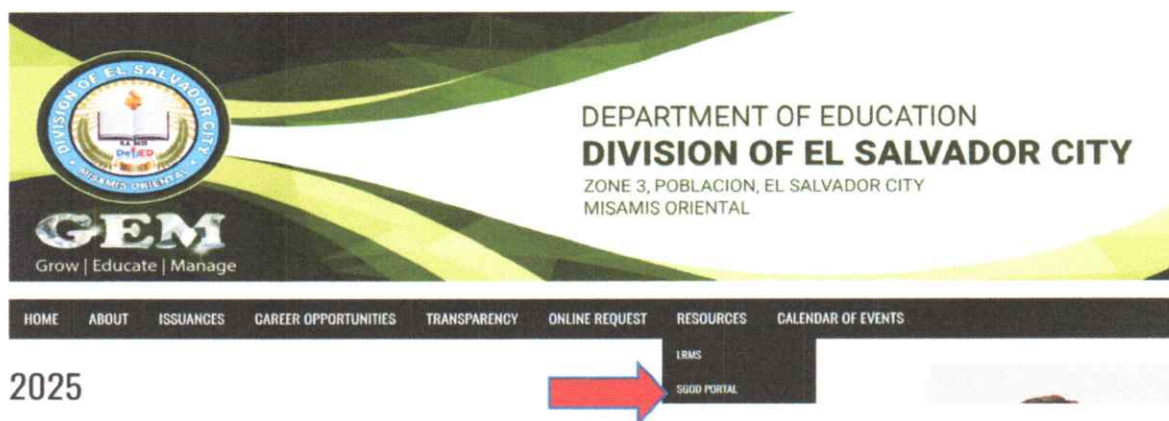 DIVISION OF EL SALVADOR CITY
MISAMIS ORIENTAL
DepED
GEM
Grow | Educate | Manage
DEPARTMENT OF EDUCATION
DIVISION OF EL SALVADOR CITY
ZONE 3, POBLACION, EL SALVADOR CITY
MISAMIS ORIENTAL
HOME ABOUT ISSUANCES CAREER OPPORTUNITIES TRANSPARENCY ONLINE REQUEST RESOURCES CALENDAR OF EVENTS
LRMS
SGOD PORTAL
2025